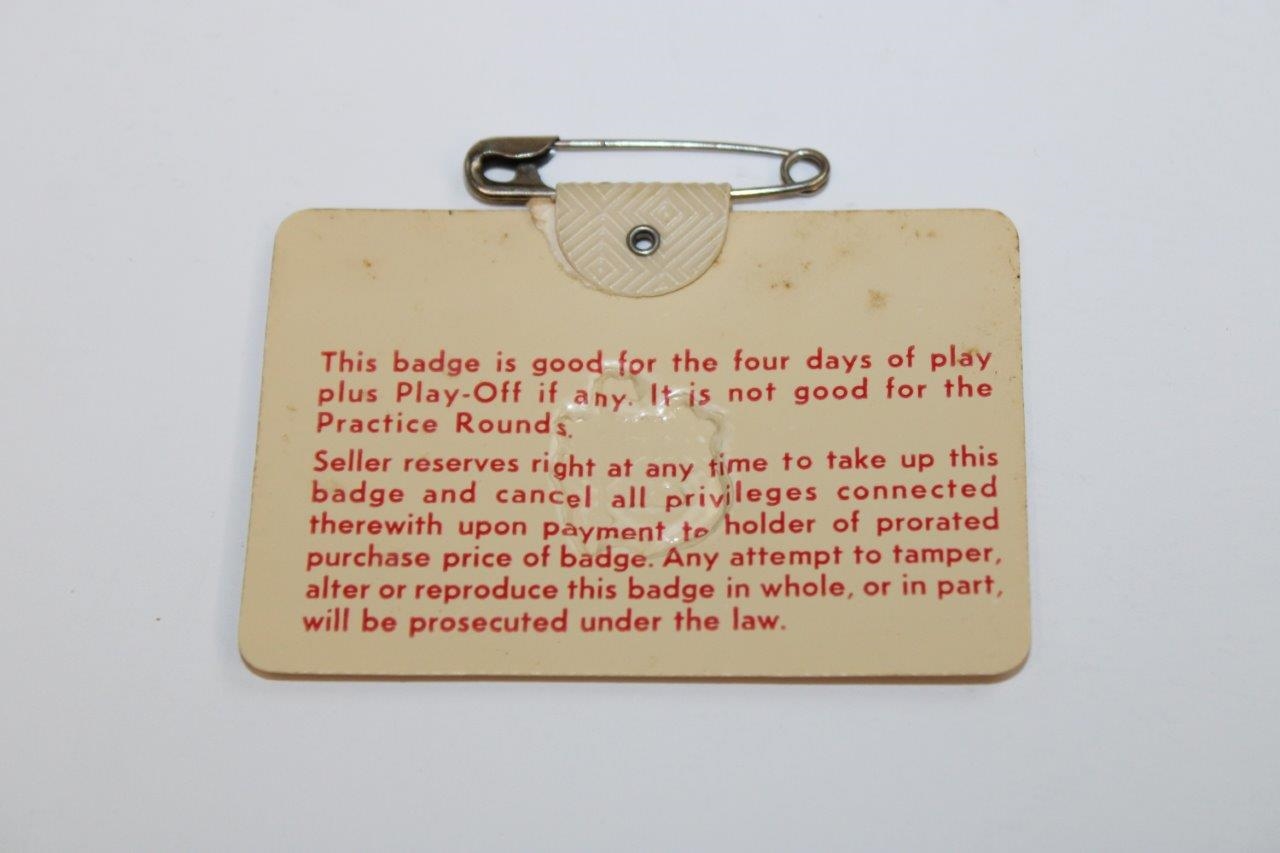 This badge is good for the four days of play
plus Play-Off if any. It is not good for the
Practice Rounds.
Seller reserves right at any time to take up this
badge and cancel all privileges connected
therewith upon payment to holder of prorated
purchase price of badge. Any attempt to tamper,
alter or reproduce this badge in whole, or in part,
will be prosecuted under the law.